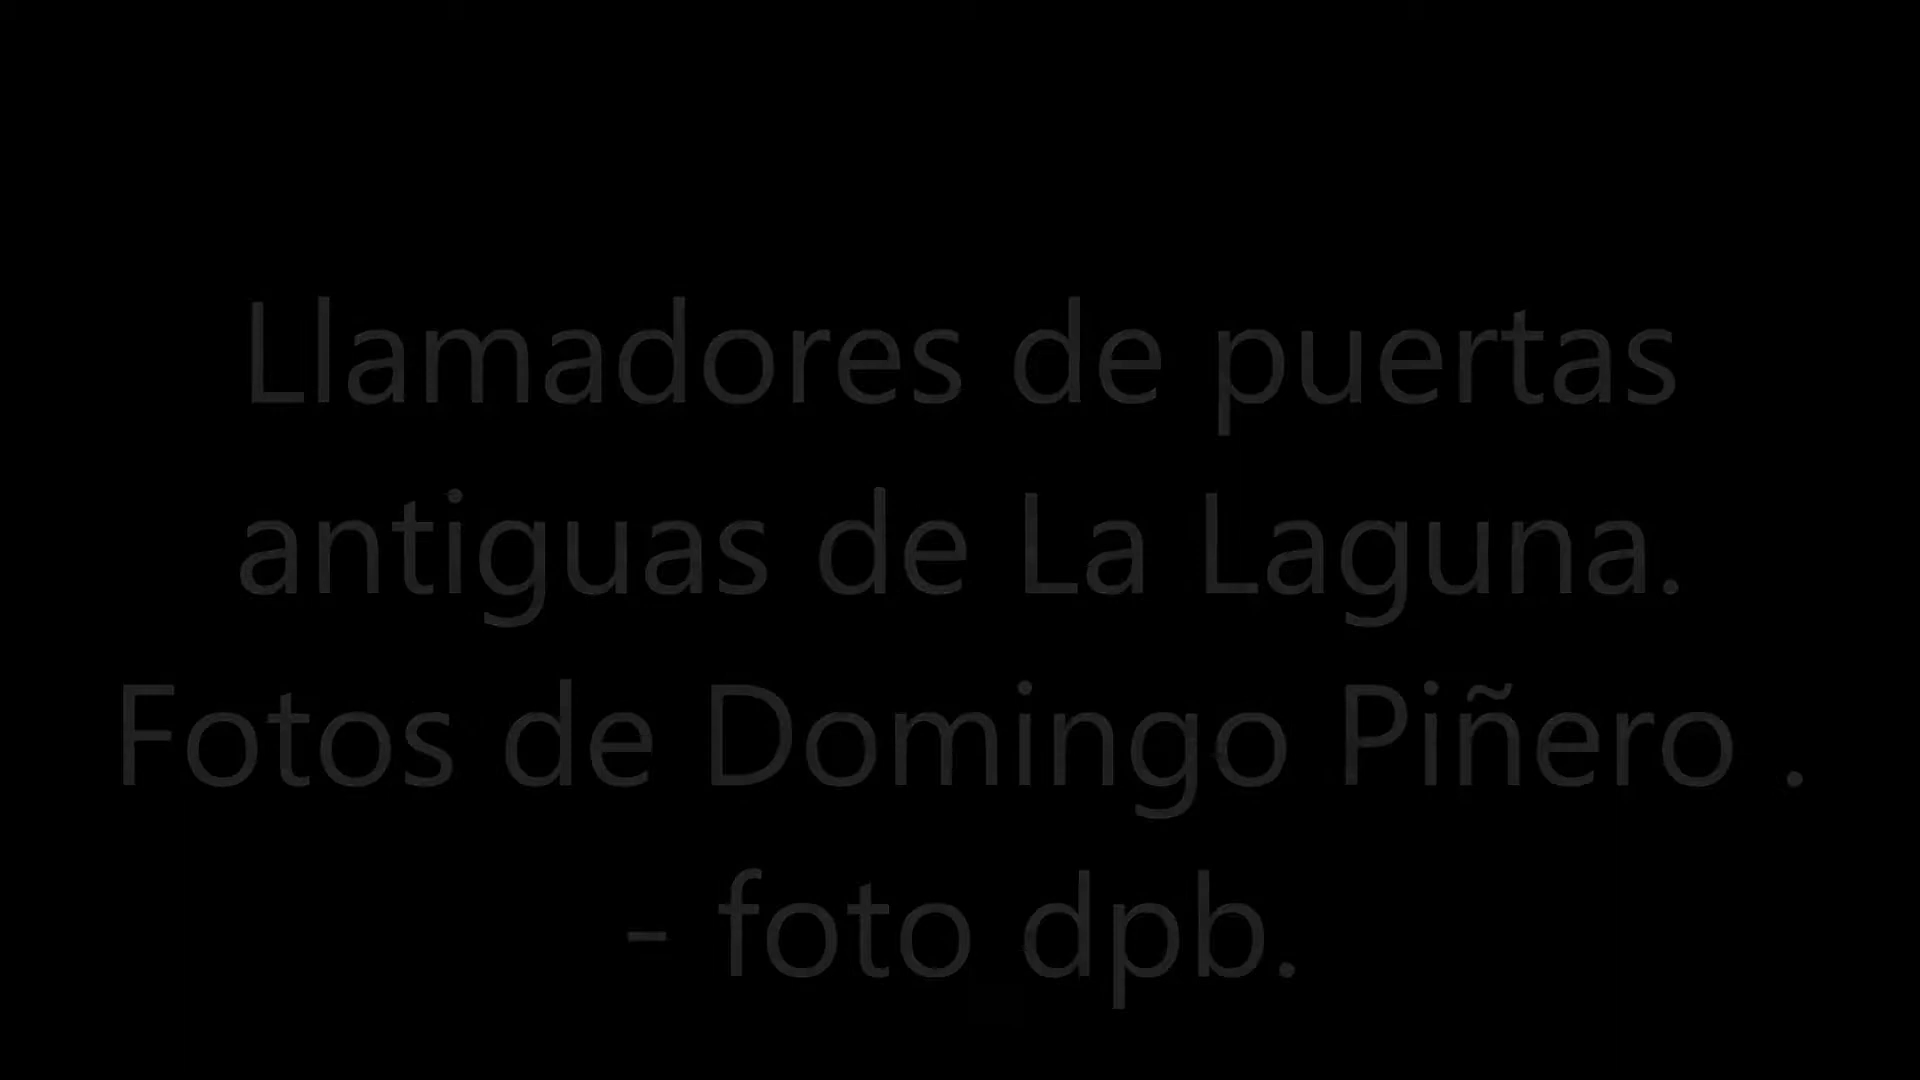 Llamadores de puertas
antiguas de La Laguna.
Fotos de Domingo Piñero .
- foto dpb.